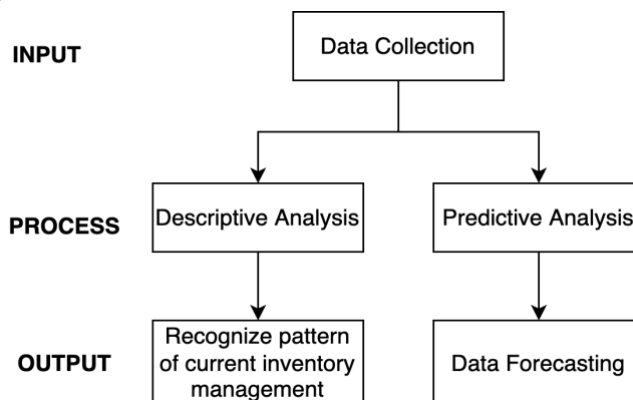 INPUT
Data Collection
PROCESS
Descriptive Analysis
Predictive Analysis
OUTPUT
Recognize pattern
of current inventory
management
Data Forecasting